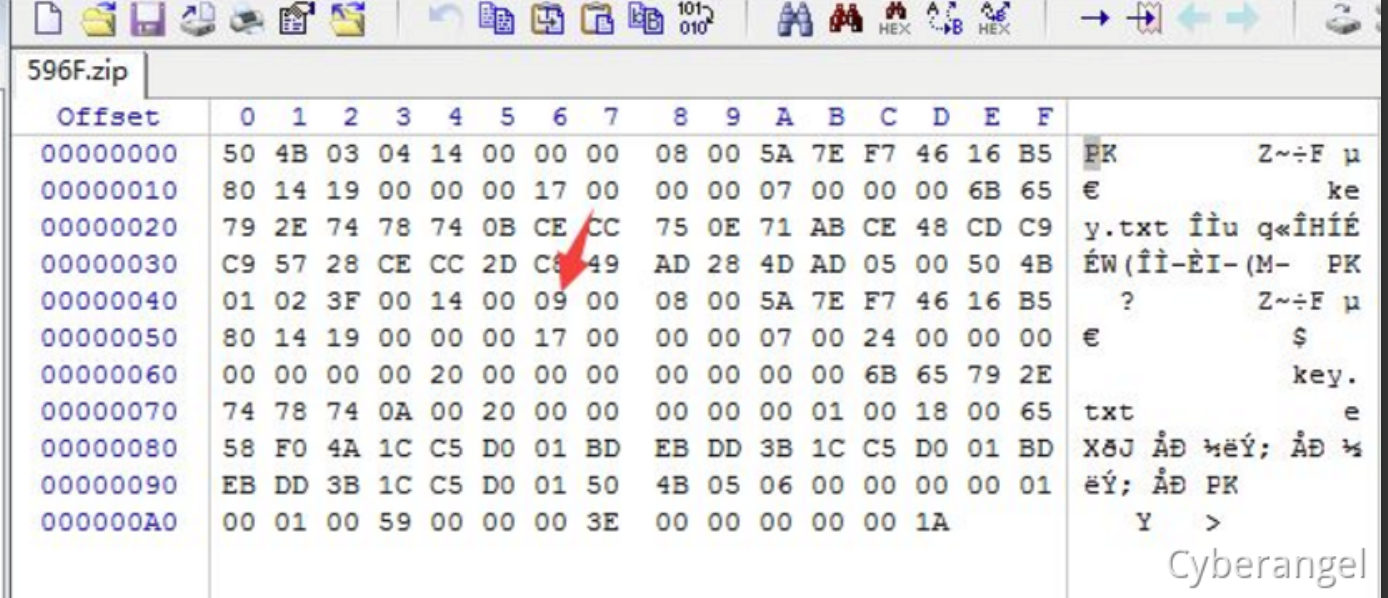 101 010
HEX
A B
A B HEX
596F.zip
Offset 0 1 2 3 4 5 6 7 8 9 A B C D E F
00000000 50 4B 03 04 14 00 00 00 08 00 5A 7E F7 46 16 B5 PK Z~÷F µ
00000010 80 14 19 00 00 00 17 00 00 00 07 00 00 00 6B 65 € ke
00000020 79 2E 74 78 74 0B CE CC 75 0E 71 AB CE 48 CD C9 y.txt ÎÌu q«ÎHÍÉ
00000030 C9 57 28 CE CC 2D 49 AD 28 4D AD 05 00 50 4B ÉW(ÎÌ-ÈI-(M- PK
00000040 01 02 3F 00 14 00 09 00 08 00 5A 7E F7 46 16 B5 ? Z~÷F µ
00000050 80 14 19 00 00 00 17 00 00 00 07 00 24 00 00 00 € $
00000060 00 00 00 00 20 00 00 00 00 00 00 00 6B 65 79 2E key.
00000070 74 78 74 0A 00 20 00 00 00 00 00 01 00 18 00 65 txt e
00000080 58 F0 4A 1C C5 D0 01 BD EB DD 3B 1C C5 D0 01 BD XðJ ÅÐ ½ëÝ; ÅÐ ½
00000090 EB DD 3B 1C C5 D0 01 50 4B 05 06 00 00 00 00 01 ëÝ; ÅÐ PK
000000A0 00 01 00 59 00 00 00 3E 00 00 00 00 00 1A Y >
Cyberangel